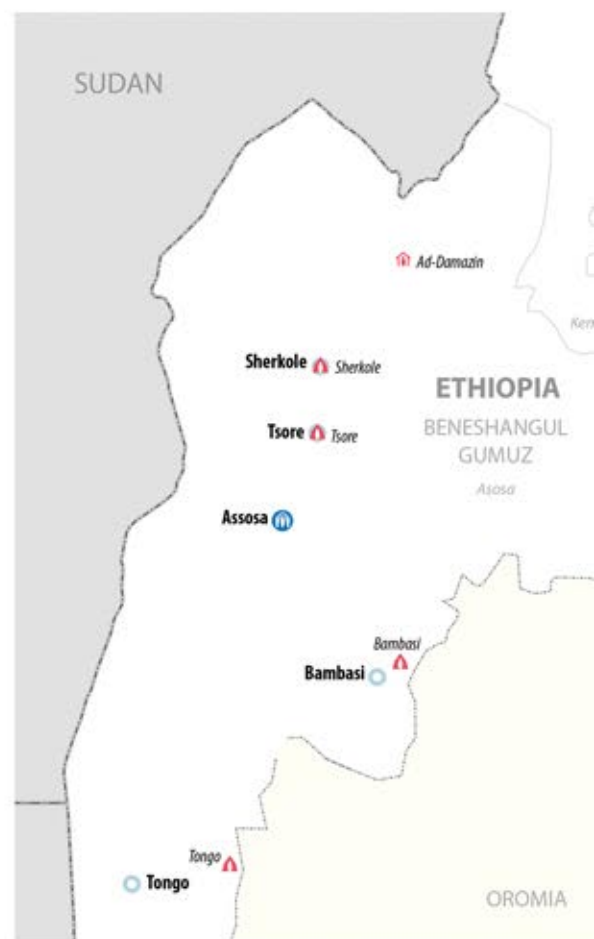 SUDAN
Ad-Damazin
Sherkole
Sherkole
ETHIOPIA
Tsore
Tsore
BENESHANGUL
GUMUZ
Asosa
Assosa
Bambasi
Bambasi
Tongo
Tongo
OROMIA